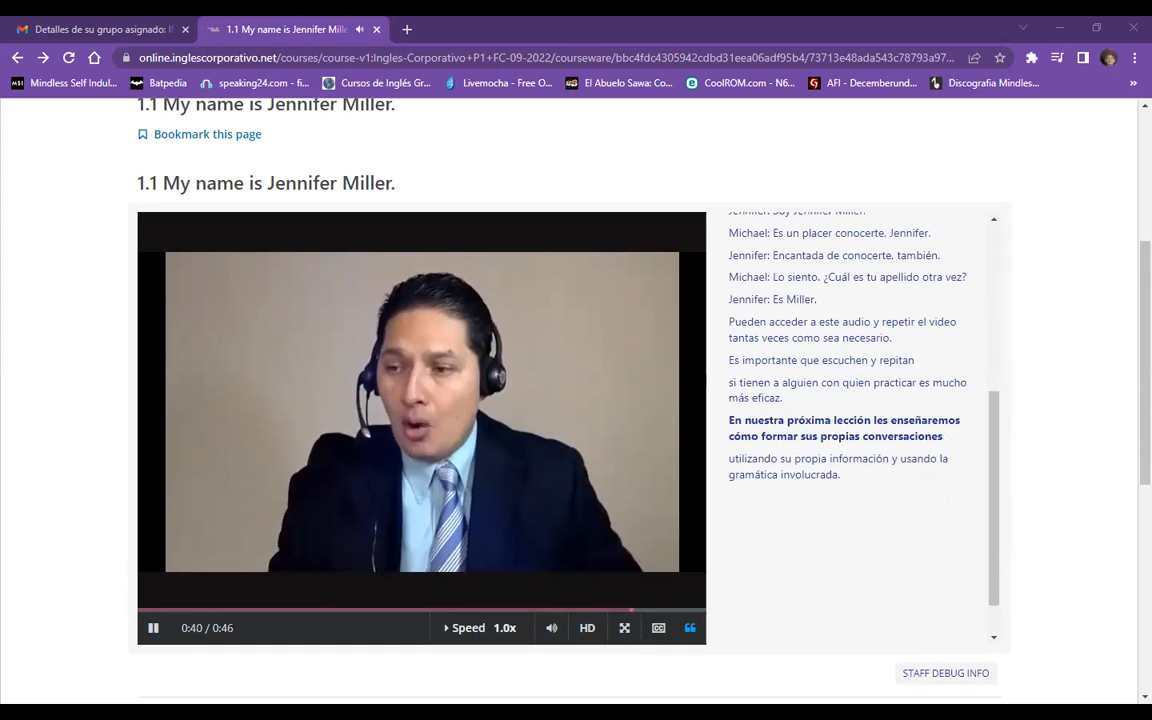 Detalles de su grupo asignado: I
1.1 My name is Jennifer Mille
online.inglescorporativo.net/courses/course-v1:Ingles-Corporativo+P1+FC-09-2022/courseware/bbc4fdc4305942cdbd31eea06adf95b4/73713e48ada543c78793a97...
Mindless Self Indul...
Batpedia
speaking24.com - fi...
Cursos de Inglés Gr...
Livemocha - Free O...
El Abuelo Sawa: Co...
CoolROM.com - N6...
AFI - Decemberund...
Discografia Mindles...
»
1.1 My name is Jennifer Miller.
Bookmark this page
1.1 My name is Jennifer Miller.
Jennifer: Soy Jennifer Miller.
Michael: Es un placer conocerte, Jennifer.
Jennifer: Encantada de conocerte, también.
Michael: Lo siento. ¿Cuál es tu apellido otra vez?
Jennifer: Es Miller.
Pueden acceder a este audio y repetir el video
tantas veces como sea necesario.
Es importante que escuchen y repitan
si tienen a alguien con quien practicar es mucho
más eficaz.
En nuestra próxima lección les enseñaremos
cómo formar sus propias conversaciones
utilizando su propia información y usando la
gramática involucrada.
0:40 / 0:46
Speed 1.0x
HD
CC
STAFF DEBUG INFO